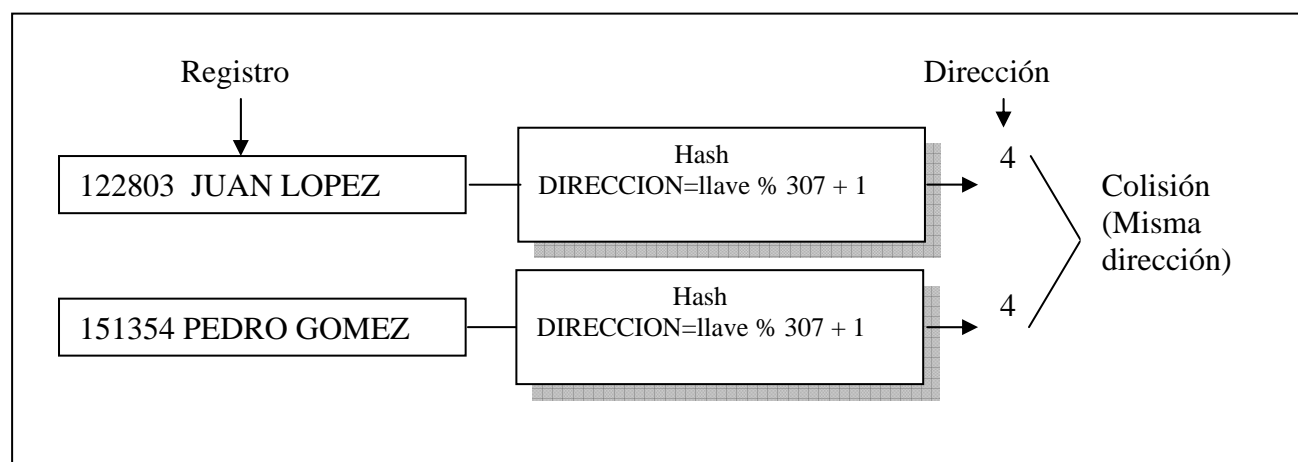 Registro
Dirección
Hash
DIRECCION=llave % 307 + 1
122803  JUAN LOPEZ
4
Colisión
(Misma
dirección)
Hash
DIRECCION=llave % 307 + 1
151354 PEDRO GOMEZ
4